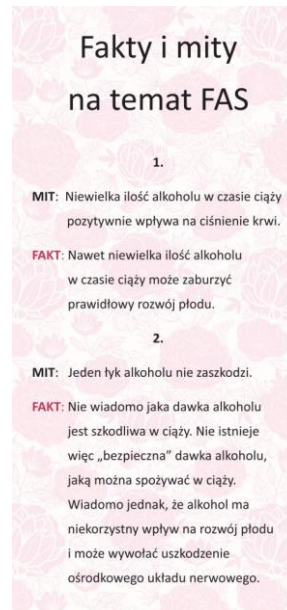 Fakty i mity
na temat FAS
1.
MIT: Niewielka ilość alkoholu w czasie ciąży
pozytywnie wpływa na ciśnienie krwi.
FAKT: Nawet niewielka ilość alkoholu
w czasie ciąży może zaburzyć
prawidłowy rozwój płodu.
2.
MIT: Jeden łyk alkoholu nie zaszkodzi.
FAKT: Nie wiadomo jaka dawka alkoholu
jest szkodliwa w ciąży. Nie istnieje
więc „bezpieczna” dawka alkoholu,
jaką można spożywać w ciąży.
Wiadomo jednak, że alkohol ma
niekorzystny wpływ na rozwój płodu
i może wywołać uszkodzenie
ośrodkowego układu nerwowego.